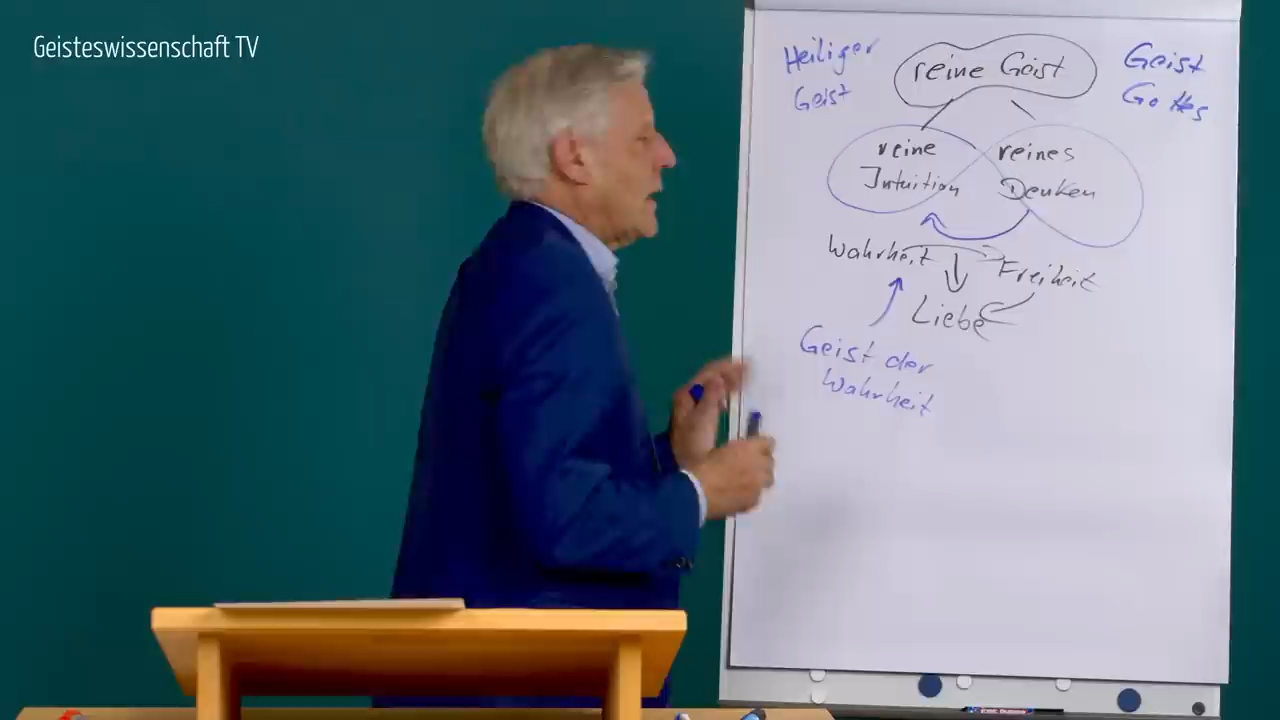 Geisteswissenschaft TV
Heiliger
Geist
reine Geist
Geist
Gottes
reine
Intuition
reines
Denken
Wahrheit
Freiheit
Liebe
Geist der
Wahrheit